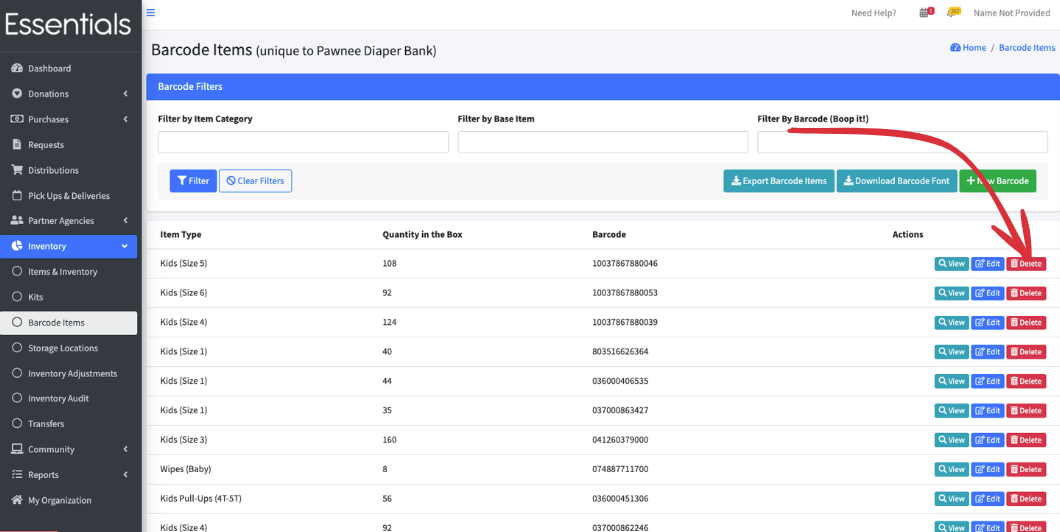 Essentials
Dashboard
Donations
Purchases
Requests
Distributions
Pick Ups & Deliveries
Partner Agencies
Inventory
Items & Inventory
Kits
Barcode Items
Storage Locations
Inventory Adjustments
Inventory Audit
Transfers
Community
Reports
My Organization
Need Help?
Name Not Provided
Barcode Items (unique to Pawnee Diaper Bank)
Home / Barcode Items
Barcode Filters
Filter by Item Category Filter by Base Item Filter By Barcode (Boop it!)
Filter Clear Filters Export Barcode Items Download Barcode Font New Barcode
Item Type Quantity in the Box Barcode Actions
Kids (Size 5) 108 10037867880046 View Edit Delete
Kids (Size 6) 92 10037867880053 View Edit Delete
Kids (Size 4) 124 10037867880039 View Edit Delete
Kids (Size 1) 40 803516626364 View Edit Delete
Kids (Size 1) 44 036000406535 View Edit Delete
Kids (Size 1) 35 037000863427 View Edit Delete
Kids (Size 3) 160 041260379000 View Edit Delete
Wipes (Baby) 8 074887711700 View Edit Delete
Kids Pull-Ups (4T-5T) 56 036000451306 View Edit Delete
Kids (Size 4) 92 037000862246 View Edit Delete